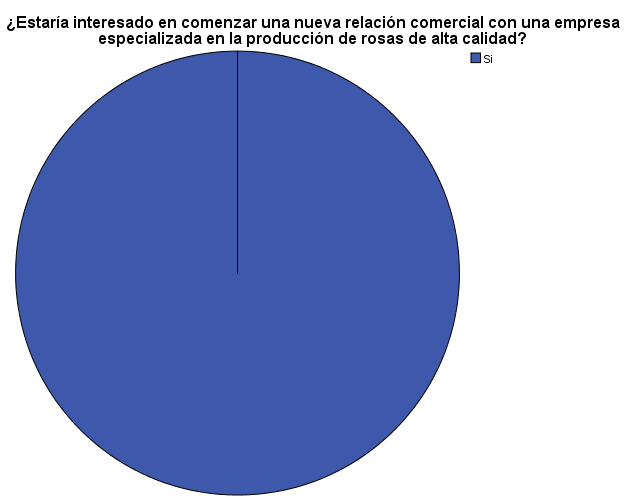 ¿Estaría interesado en comenzar una nueva relación comercial con una empresa
especializada en la producción de rosas de alta calidad?
Si